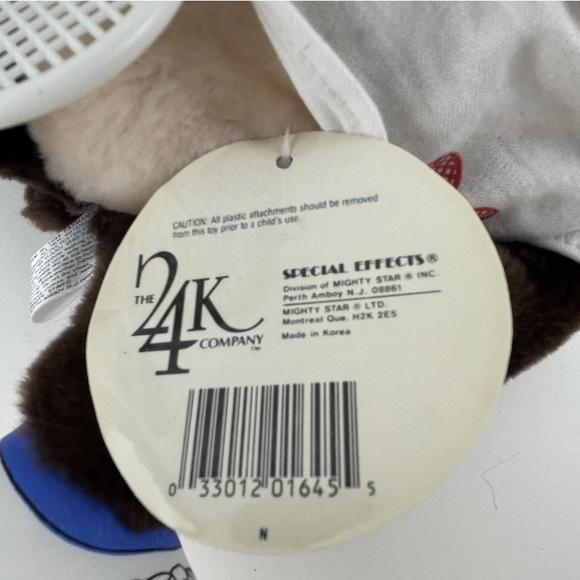 CAUTION: All plastic attachments should be removed
from this toy prior to a child's use.
THE 24K COMPANY™
SPECIAL EFFECTS®
Division of MIGHTY STAR ® INC.
Perth Amboy N.J. 08861
MIGHTY STAR ® LTD.
Montreal Que. H2K 2E5
Made in Korea
0 33012 01645 5
N